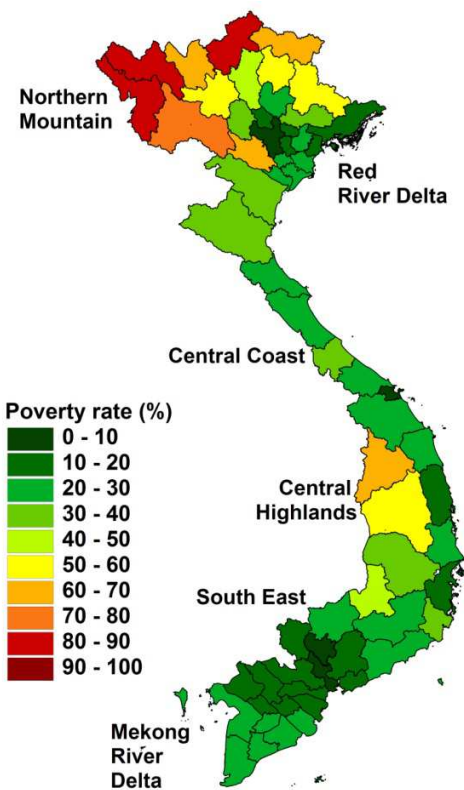 Northern
Mountain
Red
River Delta
Central Coast
Poverty rate (%)
0 - 10
10 - 20
20 - 30
30 - 40
40 - 50
50 - 60
60 - 70
70 - 80
80 - 90
90 - 100
Central
Highlands
South East
Mekong
River
Delta